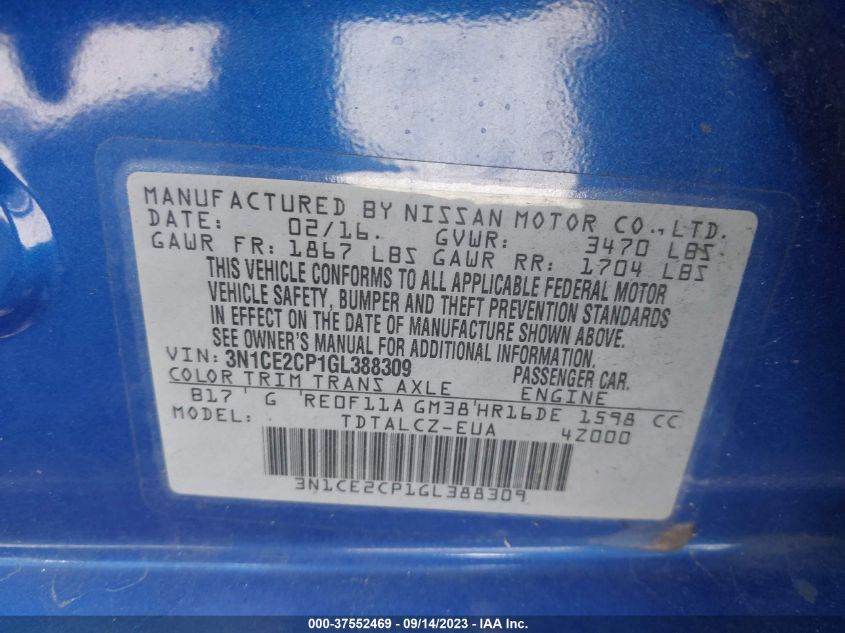 MANUFACTURED BY NISSAN MOTOR CO., LTD.
DATE: 02/16. GVWR: 3470 LBS
GAWR FR: 1867 LBS GAWR RR: 1704 LBS
THIS VEHICLE CONFORMS TO ALL APPLICABLE FEDERAL MOTOR
VEHICLE SAFETY, BUMPER AND THEFT PREVENTION STANDARDS
IN EFFECT ON THE DATE OF MANUFACTURE SHOWN ABOVE.
SEE OWNER'S MANUAL FOR ADDITIONAL INFORMATION.
VIN: 3N1CE2CP1GL388309 PASSENGER CAR.
COLOR TRIM TRANS AXLE ENGINE
B17 G RE0F11A GM38 HR16DE 1598 CC
MODEL: TDTALCZ-EUA 4Z000
3N1CE2CP1GL388309
000-37552469 - 09/14/2023 - IAA, Inc.